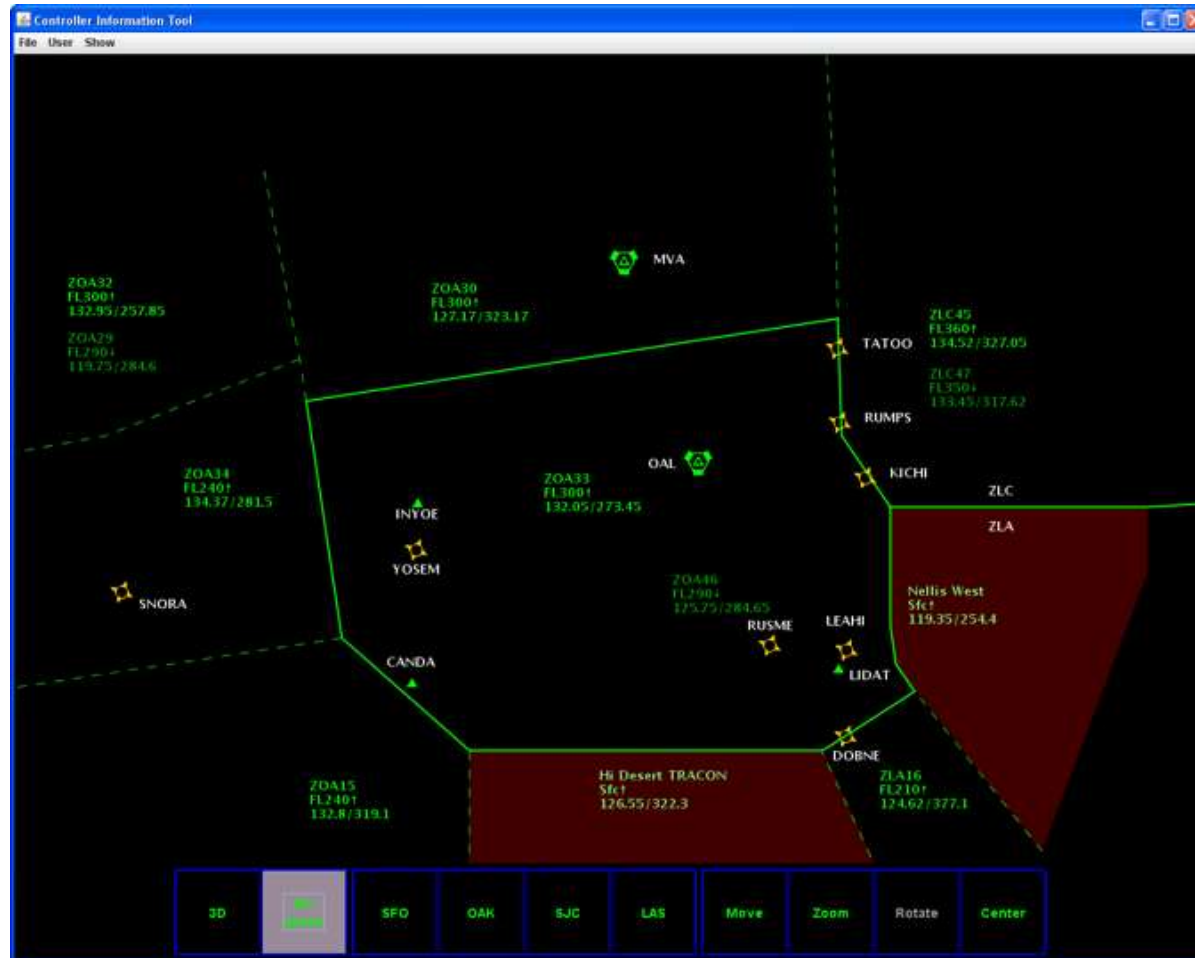 Controller Information Tool
File User Show
MVA
ZOA32
FL300↑
132.95/257.85
ZOA29
FL290↓
119.75/284.6
ZOA30
FL300↑
127.17/323.17
ZLC45
FL360↑
134.52/327.05
TATOO
ZLC47
FL350↓
133.45/317.62
RUMPS
OAL
KICHI
ZOA34
FL240↑
134.37/281.5
ZOA33
FL300↑
132.05/273.45
ZLC
ZLA
INYOE
YOSEM
SNORA
ZOA46
FL290↓
125.75/284.65
Nellis West
Sfc↑
119.35/254.4
RUSME
LEAHI
LIDAT
CANDA
DOBNE
ZOA15
FL240↑
132.8/319.1
Hi Desert TRACON
Sfc↑
126.55/322.3
ZLA16
FL210↑
124.62/377.1
3D
SFO
OAK
SJC
LAS
Move
Zoom
Rotate
Center